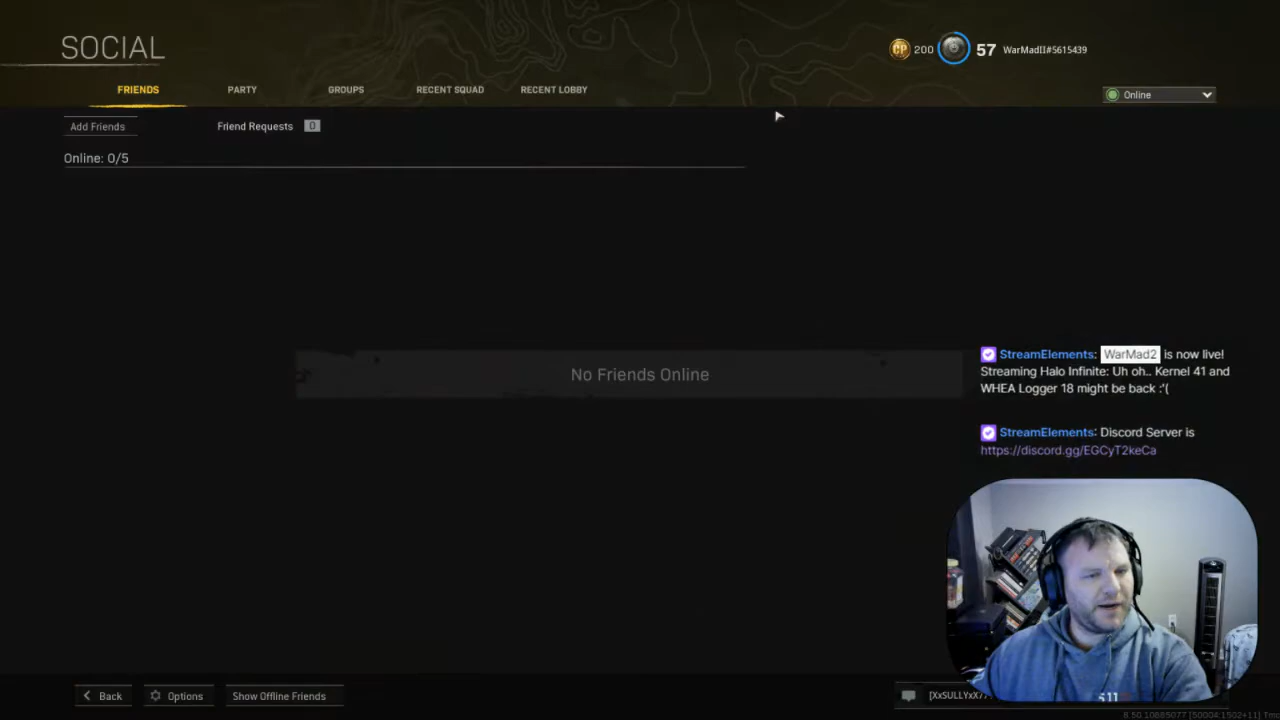 SOCIAL
CP 200 57 WarMadII#5615439
FRIENDS PARTY GROUPS RECENT SQUAD RECENT LOBBY
Online
Add Friends Friend Requests 0
Online: 0/5
No Friends Online
StreamElements: WarMad2 is now live!
Streaming Halo Infinite: Uh oh.. Kernel 41 and
WHEA Logger 18 might be back :'(
StreamElements: Discord Server is
https://discord.gg/EGCyT2keCa
Back Options Show Offline Friends
511